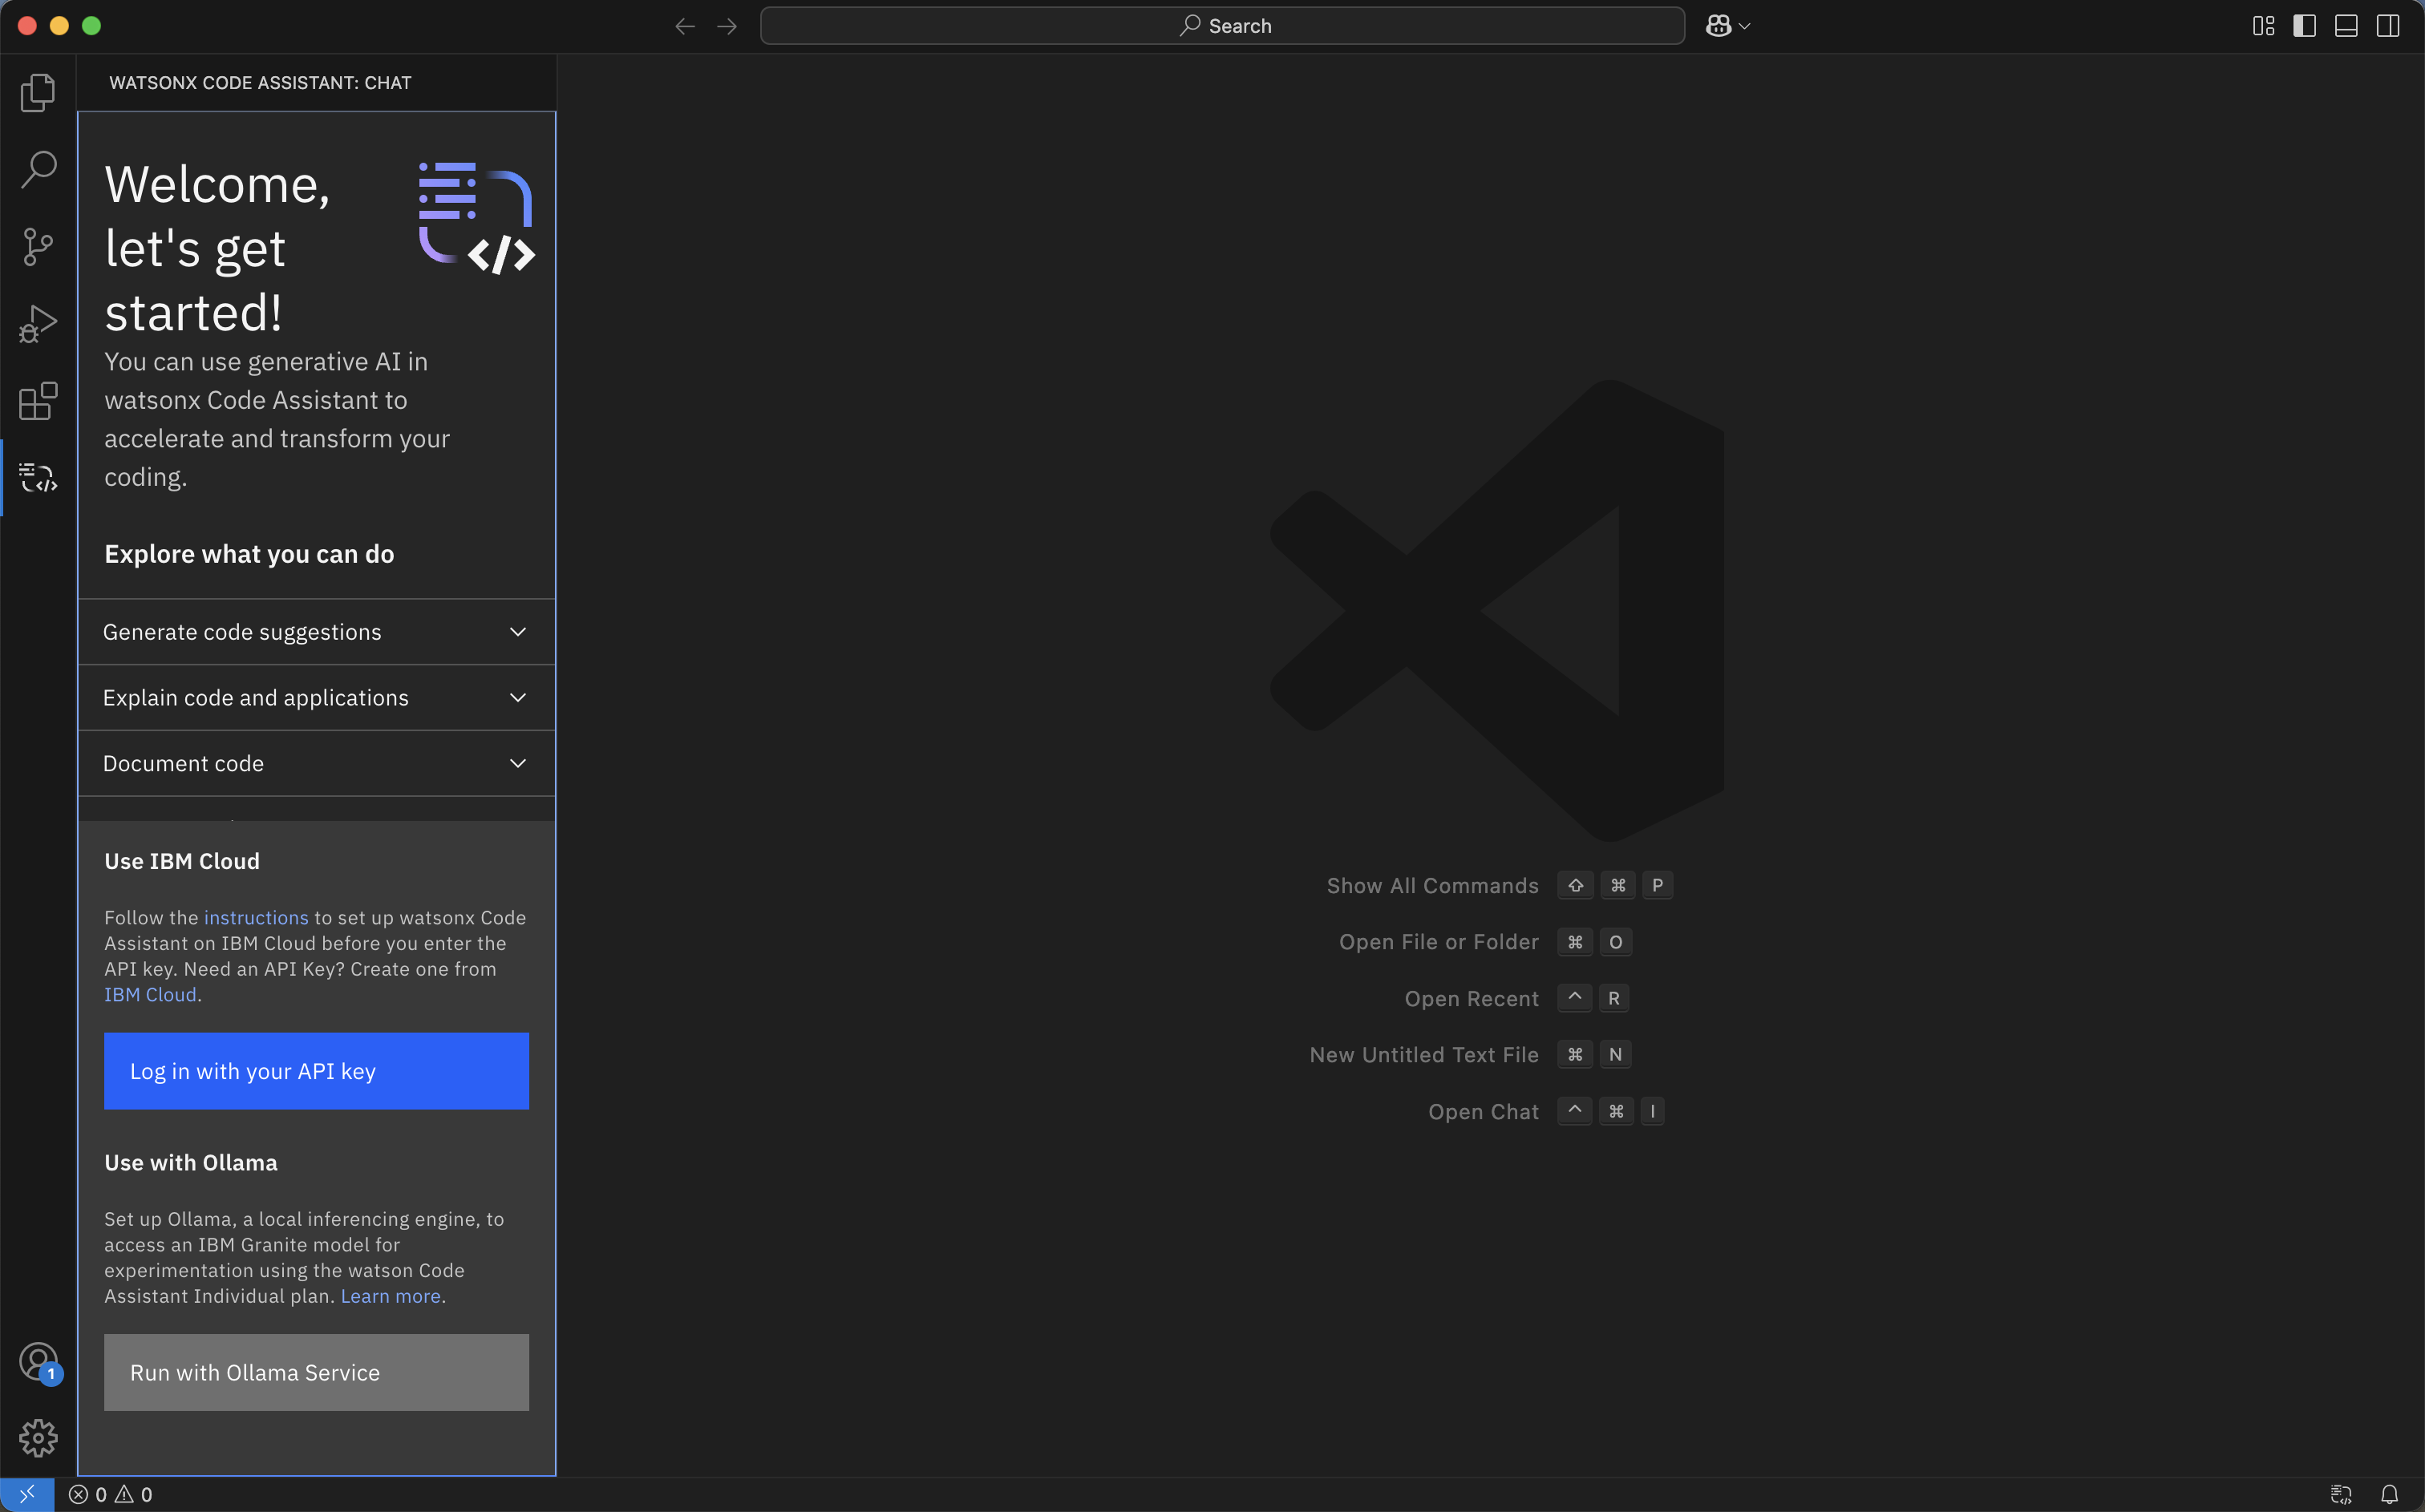 Search
WATSONX CODE ASSISTANT: CHAT
Welcome,
let's get
started!
You can use generative AI in
watsonx Code Assistant to
accelerate and transform your
coding.
Explore what you can do
Generate code suggestions
Explain code and applications
Document code
Use IBM Cloud
Follow the instructions to set up watsonx Code
Assistant on IBM Cloud before you enter the
API key. Need an API Key? Create one from
IBM Cloud.
Log in with your API key
Use with Ollama
Set up Ollama, a local inferencing engine, to
access an IBM Granite model for
experimentation using the watson Code
Assistant Individual plan. Learn more.
Run with Ollama Service
1
Show All Commands ⇧ ⌘ P
Open File or Folder ⌘ O
Open Recent ^ R
New Untitled Text File ⌘ N
Open Chat ^ ⌘ I
0 0